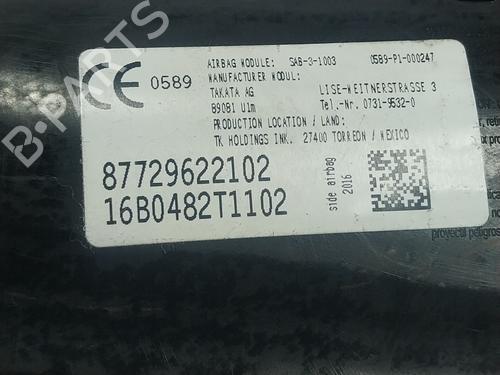 B-PARTS
CE 0589
AIRBAG MODULE: SAB-3-1003 0589-P1-000247
MANUFACTURER MODUL:
TAKATA AG LISE-WEITNERSTRASSE 3
89081 Ulm Tel.-Nr. 0731-9532-0
PRODUCTION LOCATION / LAND:
TK HOLDINGS INK. 27400 TORREON / MEXICO
87729622102
16B0482T1102
side airbag
2016